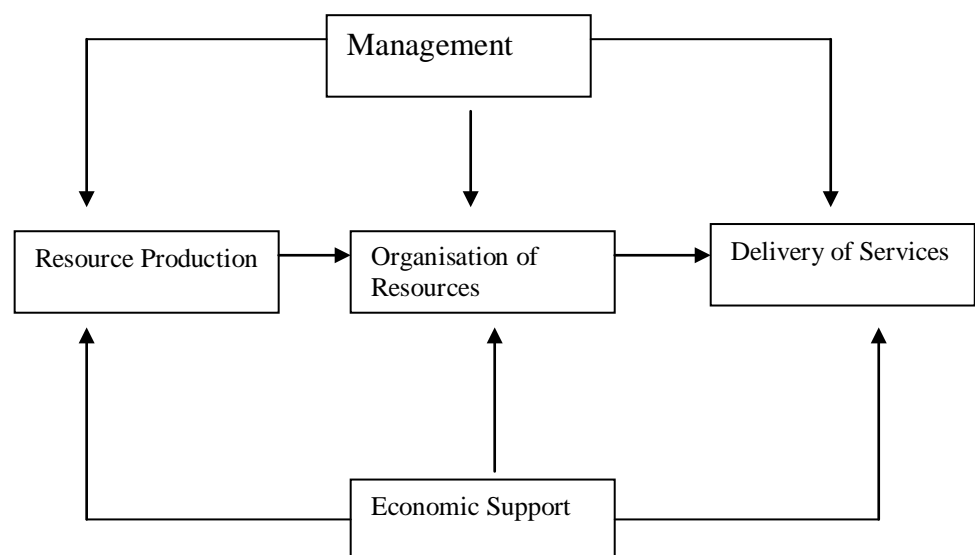 Management
Resource Production
Organisation of
Resources
Delivery of Services
Economic Support